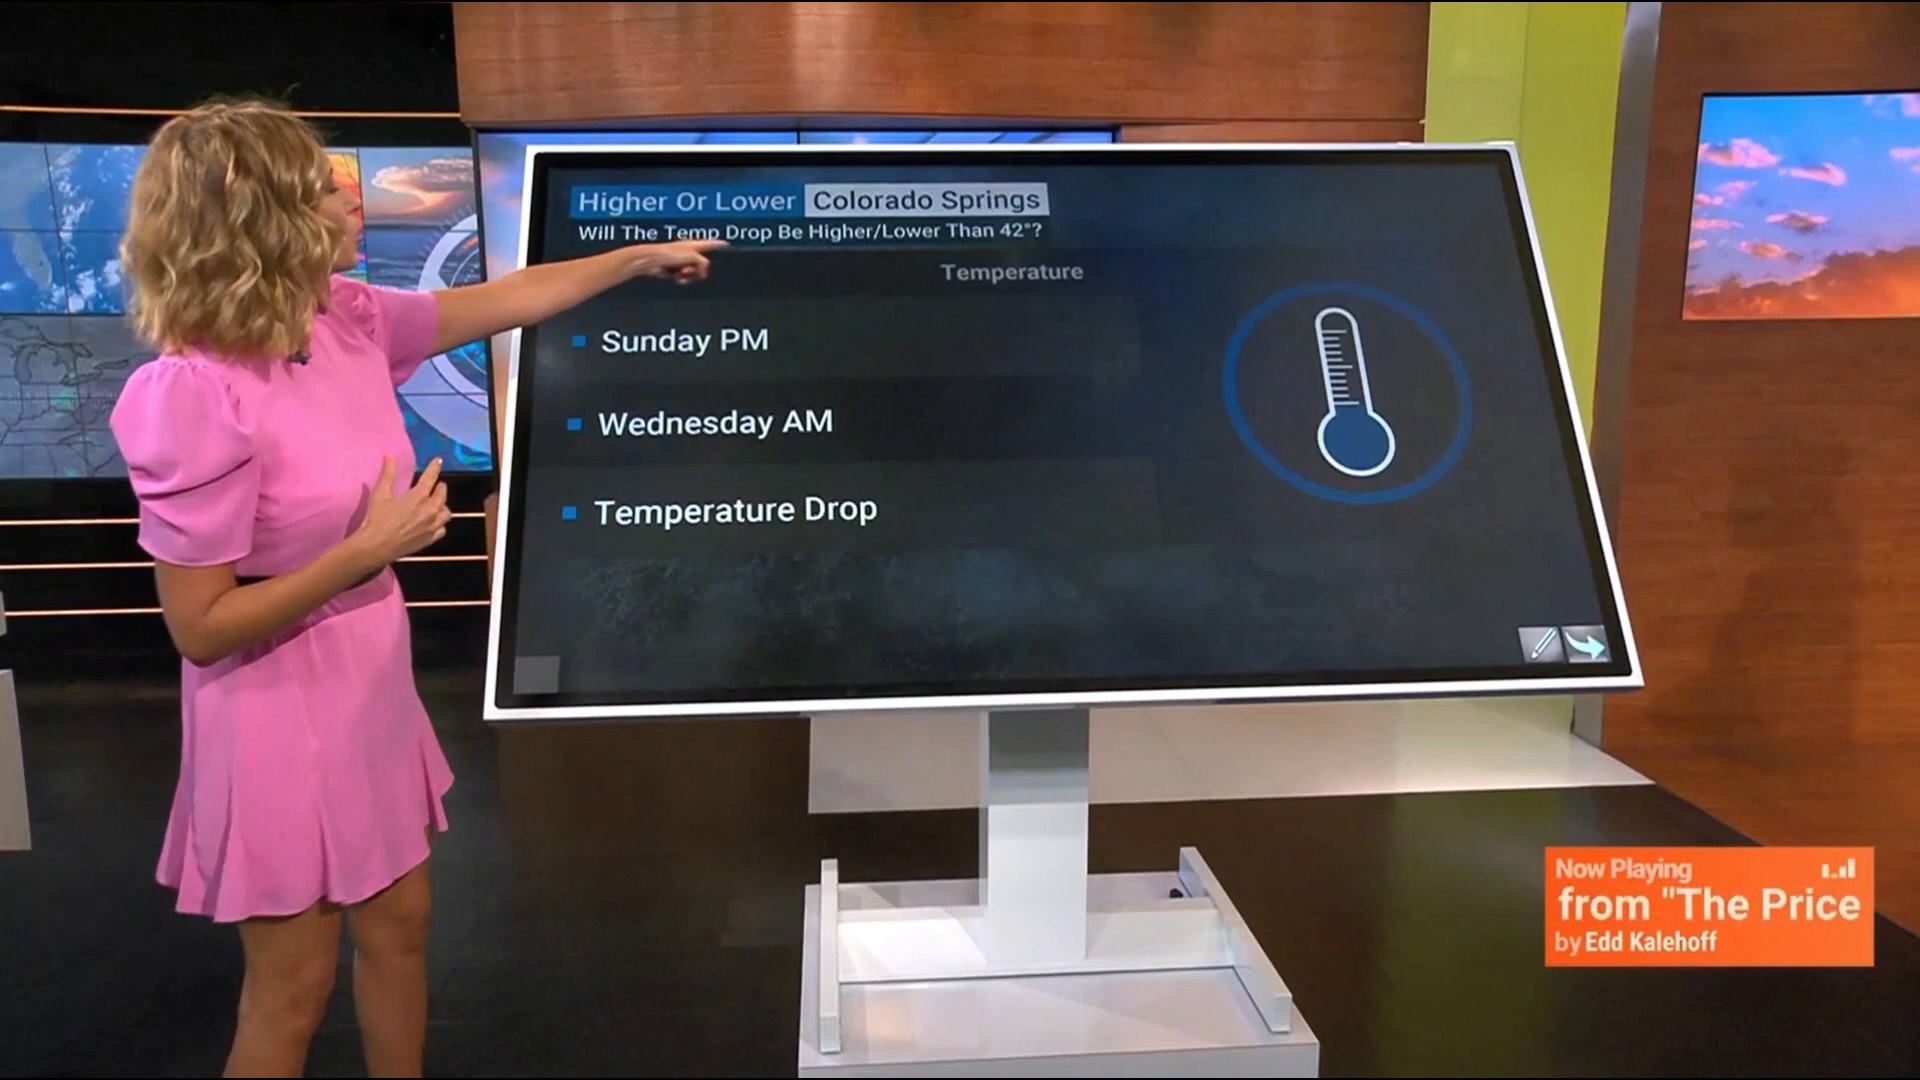 Higher Or Lower Colorado Springs
Will The Temp Drop Be Higher/Lower Than 42°?
Temperature
Sunday PM
Wednesday AM
Temperature Drop
Now Playing
from "The Price
by Edd Kalehoff